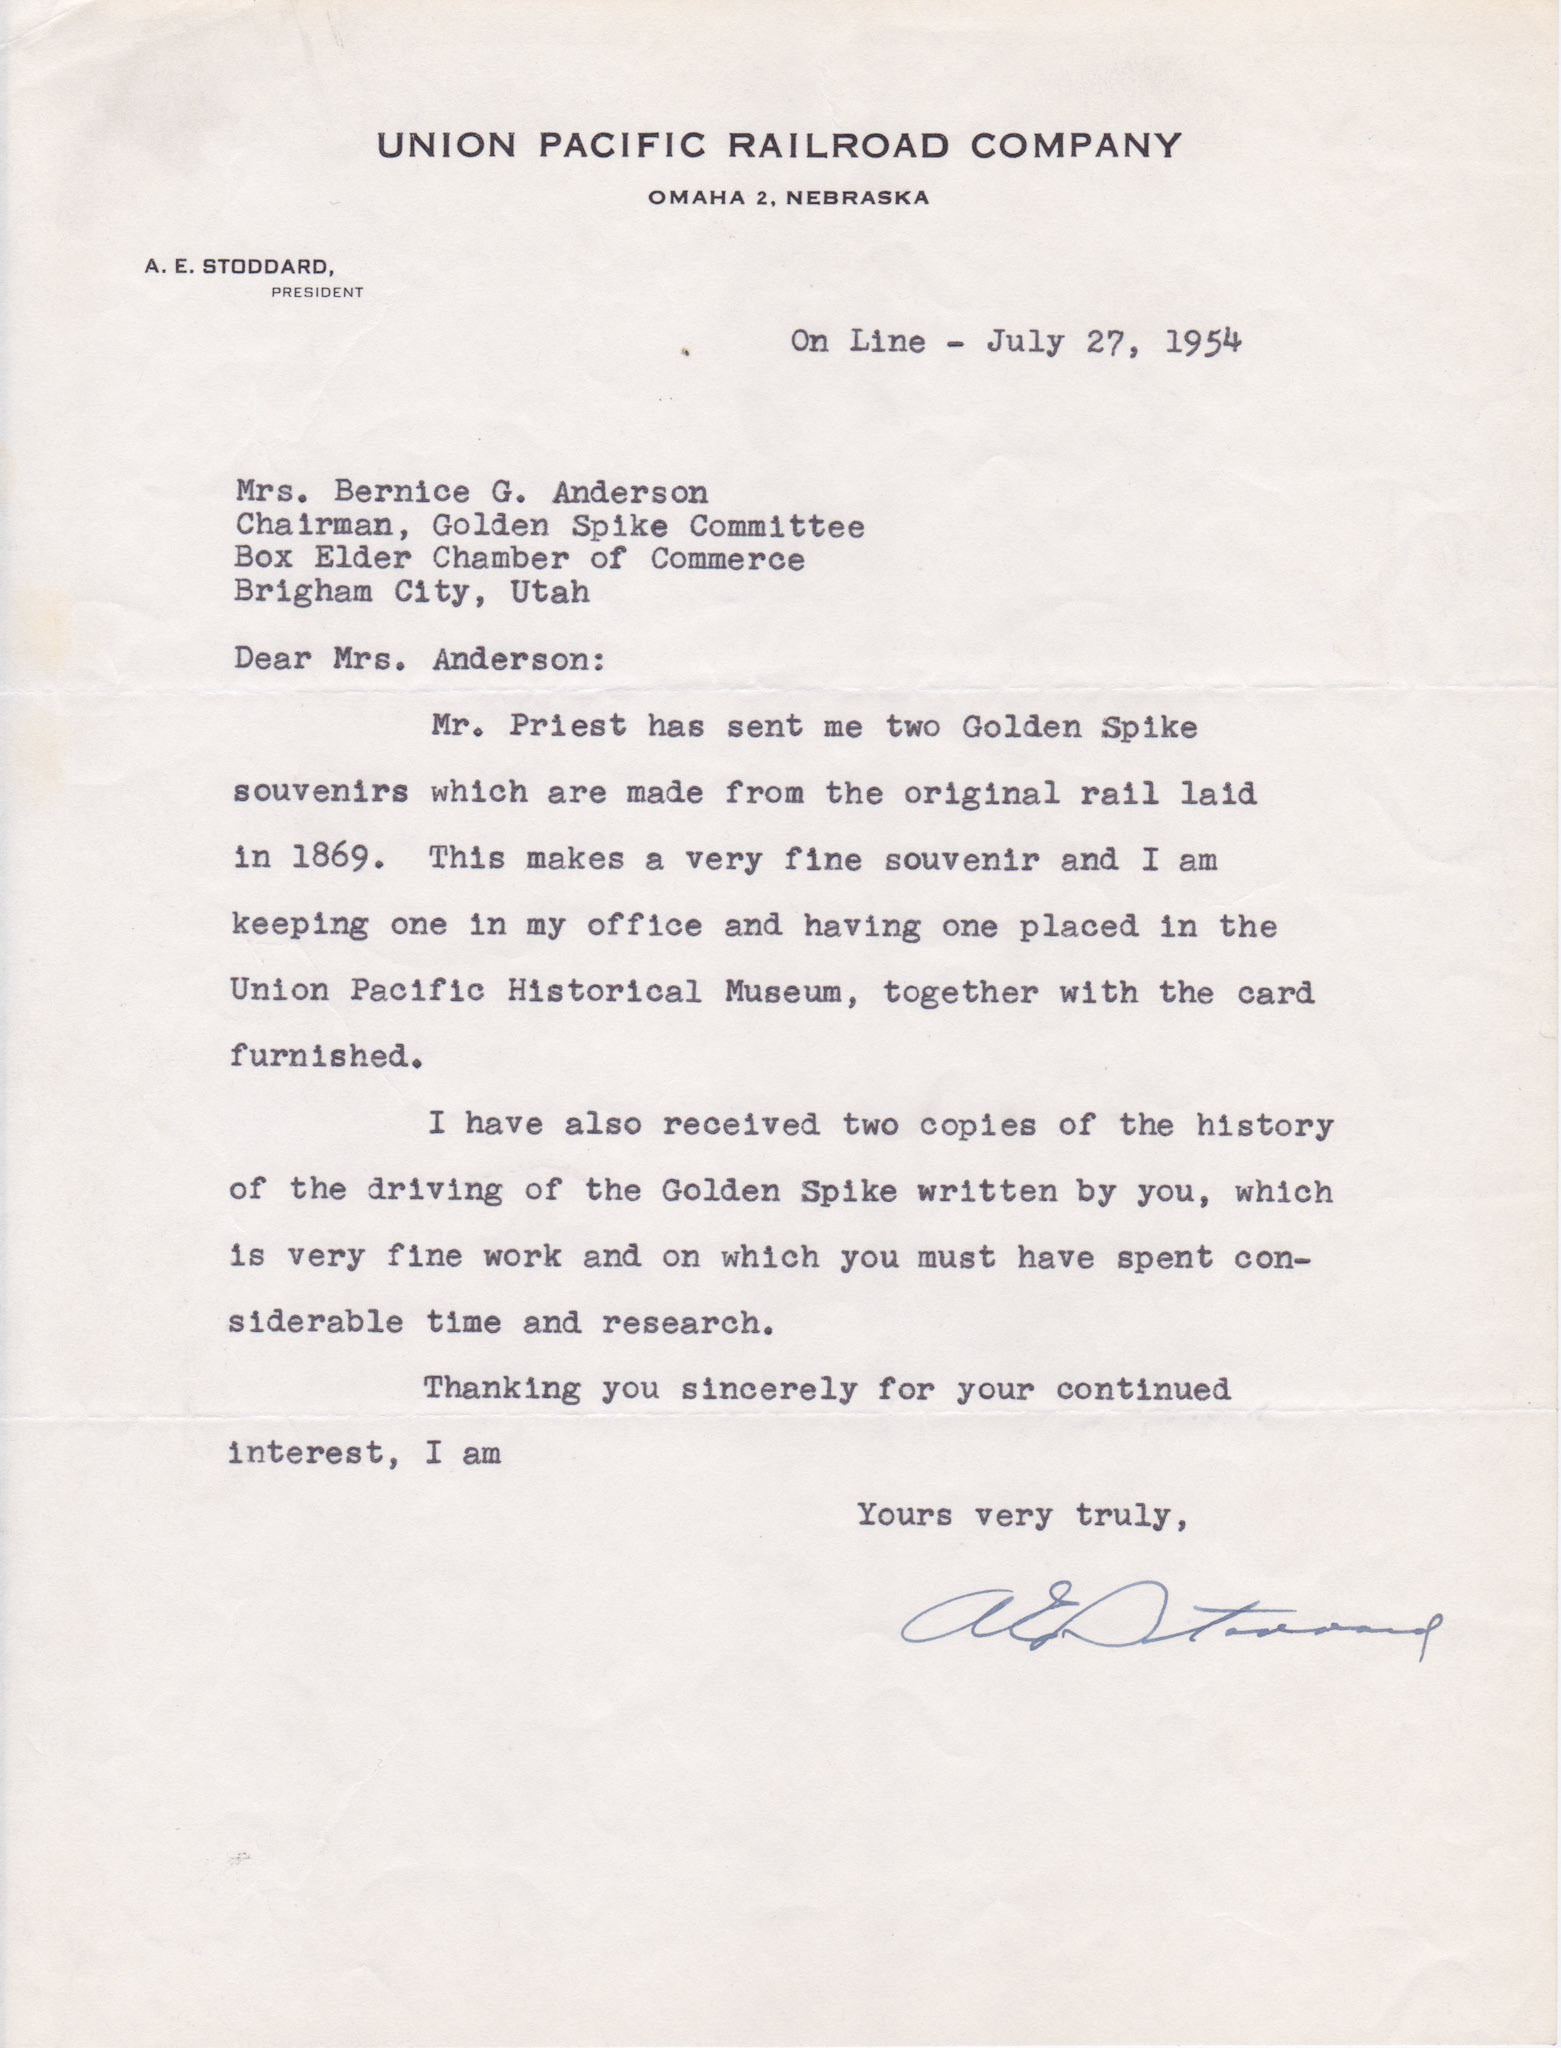 UNION PACIFIC RAILROAD COMPANY
OMAHA 2, NEBRASKA
A. E. STODDARD,
PRESIDENT
On Line - July 27, 1954
Mrs. Bernice G. Anderson
Chairman, Golden Spike Committee
Box Elder Chamber of Commerce
Brigham City, Utah
Dear Mrs. Anderson:
Mr. Priest has sent me two Golden Spike
souvenirs which are made from the original rail laid
in 1869. This makes a very fine souvenir and I am
keeping one in my office and having one placed in the
Union Pacific Historical Museum, together with the card
furnished.
I have also received two copies of the history
of the driving of the Golden Spike written by you, which
is very fine work and on which you must have spent con-
siderable time and research.
Thanking you sincerely for your continued
interest, I am
Yours very truly,
AEStoddard